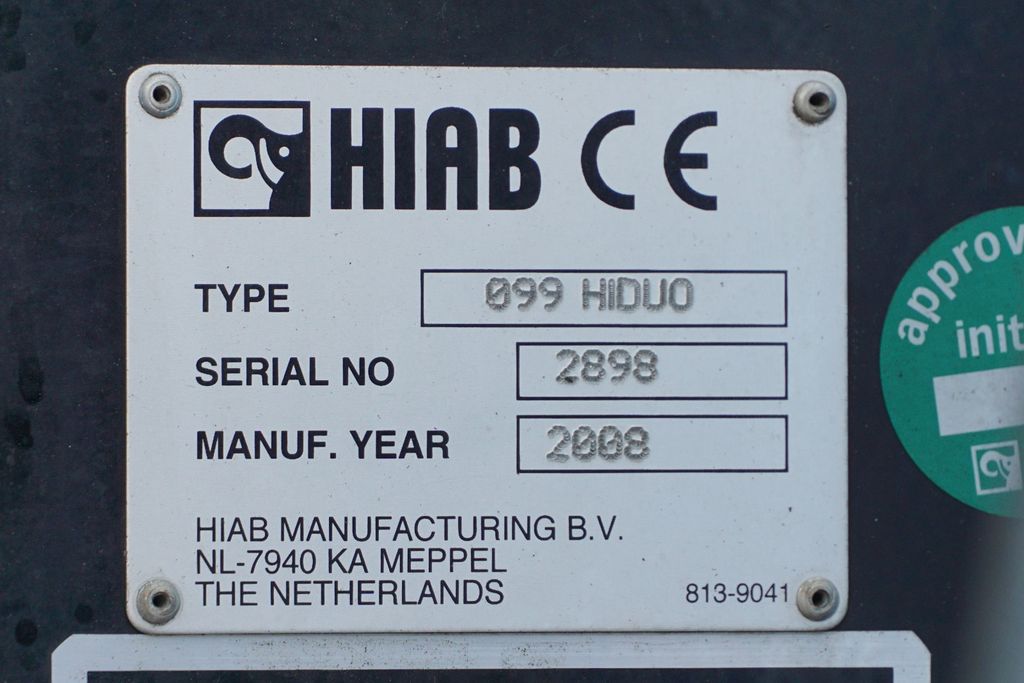 HIAB CE
TYPE 099 HIDUO
SERIAL NO 2898
MANUF. YEAR 2008
HIAB MANUFACTURING B.V.
NL-7940 KA MEPPEL
THE NETHERLANDS 813-9041
approv
init